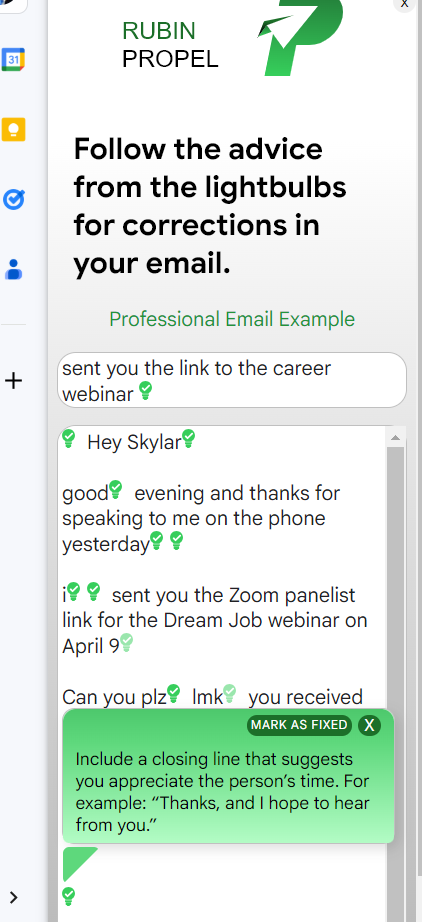 X
31
RUBIN
PROPEL
Follow the advice
from the lightbulbs
for corrections in
your email.
Professional Email Example
sent you the link to the career
webinar
Hey Skylar
good evening and thanks for
speaking to me on the phone
yesterday
i sent you the Zoom panelist
link for the Dream Job webinar on
April 9
Can you plz lmk you received
MARK AS FIXED X
Include a closing line that suggests
you appreciate the person’s time. For
example: “Thanks, and I hope to hear
from you.”